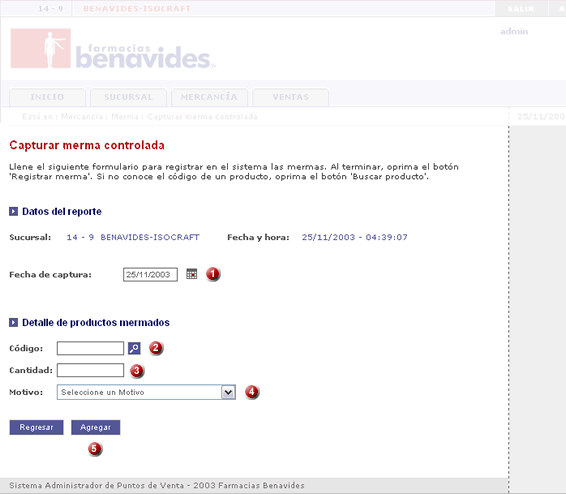 14 - 9 BENAVIDES-ISOCRAFT SALIR
admin
farmacias
benavides
INICIO SUCURSAL MERCANCÍA VENTAS
Está en : Mercancía : Merma : Capturar merma controlada 25/11/200
Capturar merma controlada
Llene el siguiente formulario para registrar en el sistema las mermas. Al terminar, oprima el botón
'Registrar merma'. Si no conoce el código de un producto, oprima el botón 'Buscar producto'.
Datos del reporte
Sucursal: 14 - 9 BENAVIDES-ISOCRAFT Fecha y hora: 25/11/2003 - 04:39:07
Fecha de captura: 25/11/2003 1
Detalle de productos mermados
Código: 2
Cantidad: 3
Motivo: Seleccione un Motivo 4
Regresar Agregar
5
Sistema Administrador de Puntos de Venta - 2003 Farmacias Benavides